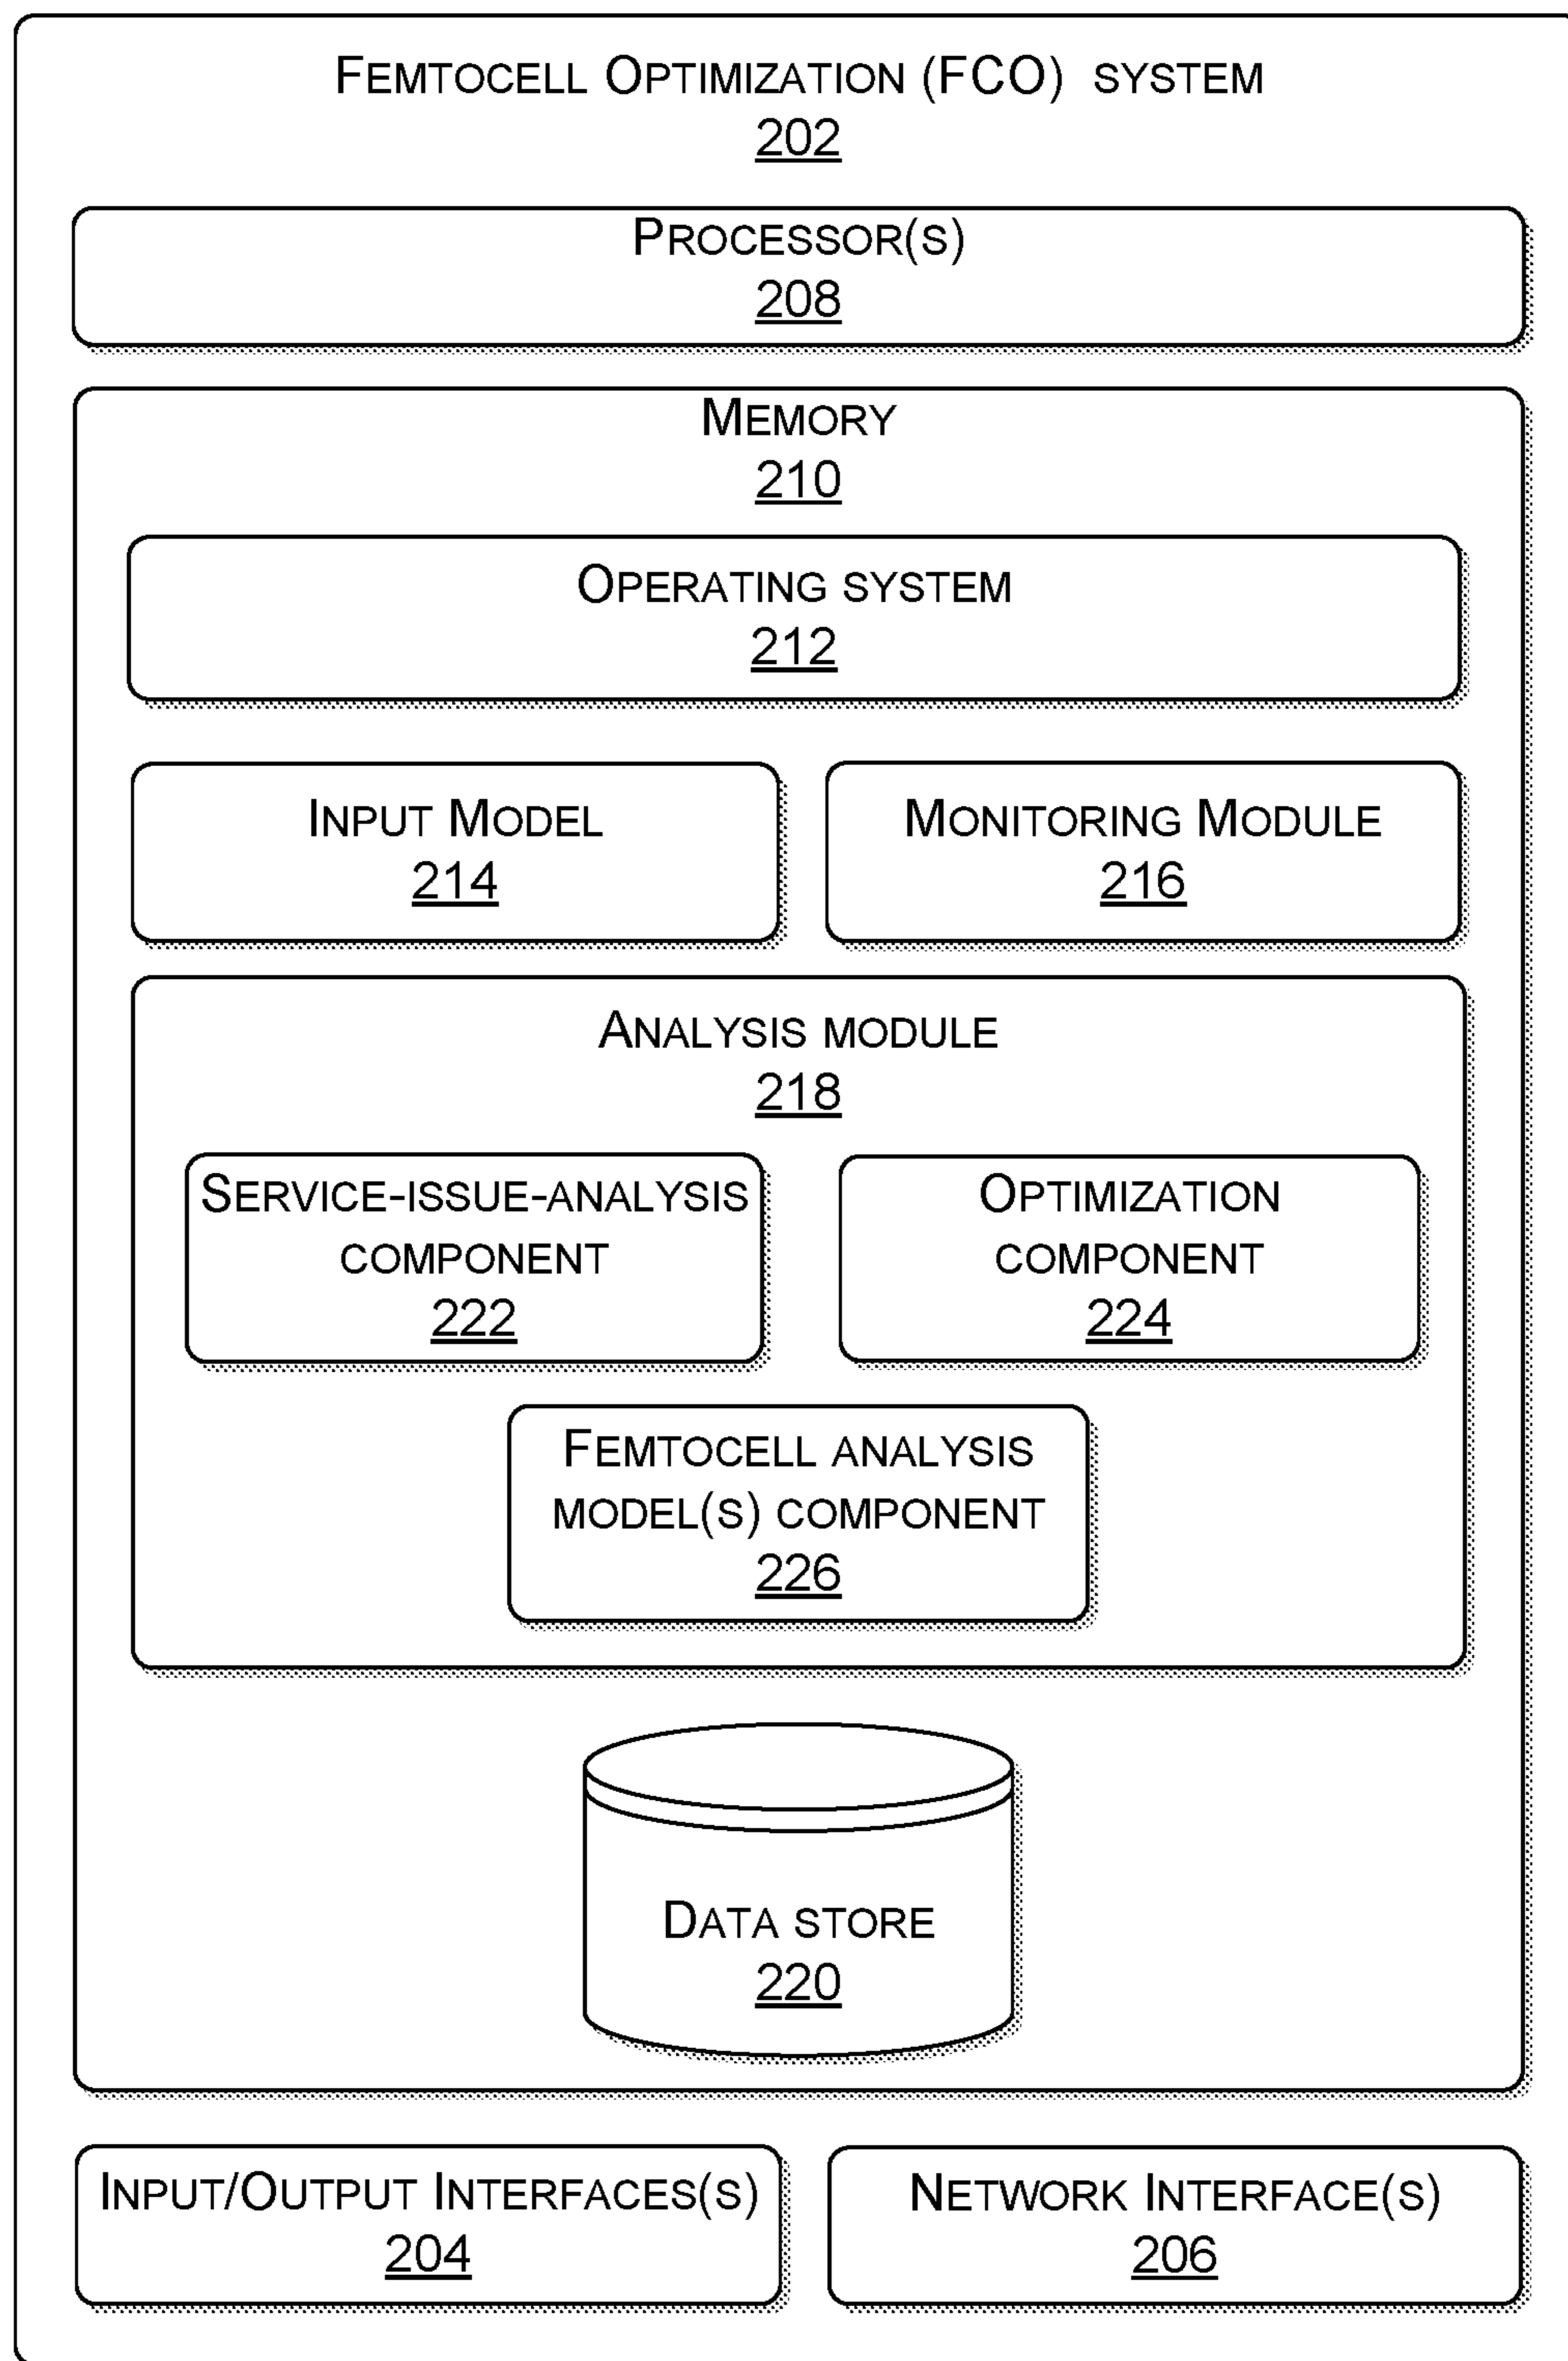 FEMTOCELL OPTIMIZATION (FCO) SYSTEM
202
PROCESSOR(S)
208
MEMORY
210
OPERATING SYSTEM
212
INPUT MODEL
214
MONITORING MODULE
216
ANALYSIS MODULE
218
SERVICE-ISSUE-ANALYSIS
COMPONENT
222
OPTIMIZATION
COMPONENT
224
FEMTOCELL ANALYSIS
MODEL(S) COMPONENT
226
DATA STORE
220
INPUT/OUTPUT INTERFACES(S)
204
NETWORK INTERFACE(S)
206